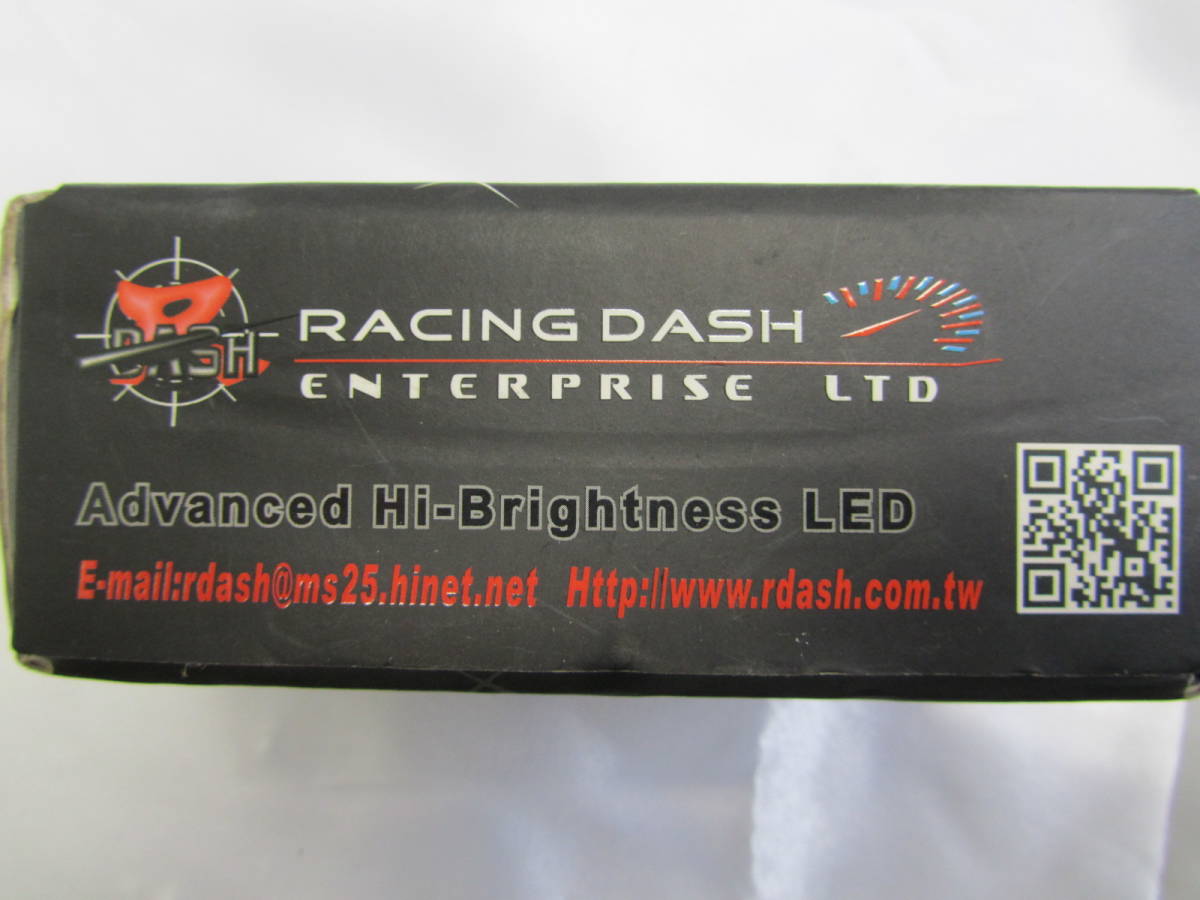 DASH
RACING DASH
ENTERPRISE LTD
Advanced Hi-Brightness LED
E-mail:rdash@ms25.hinet.net Http://www.rdash.com.tw